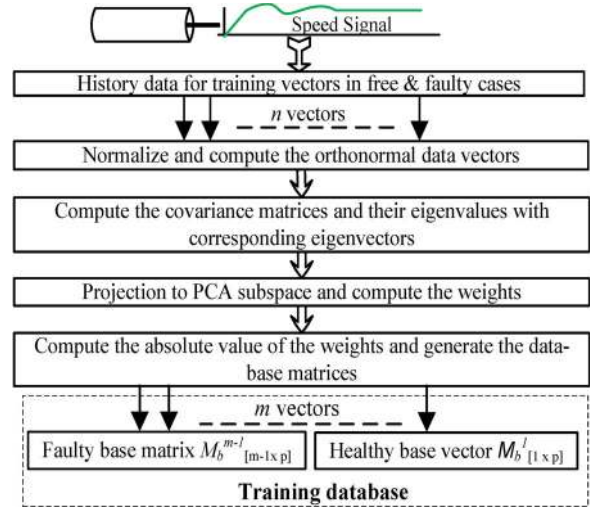 Speed Signal
History data for training vectors in free & faulty cases
n vectors
Normalize and compute the orthonormal data vectors
Compute the covariance matrices and their eigenvalues with
corresponding eigenvectors
Projection to PCA subspace and compute the weights
Compute the absolute value of the weights and generate the data-
base matrices
m vectors
Faulty base matrix M_b^{m-1}_{[m-1xp]}
Healthy base vector M_b^1_{[1xp]}
Training database